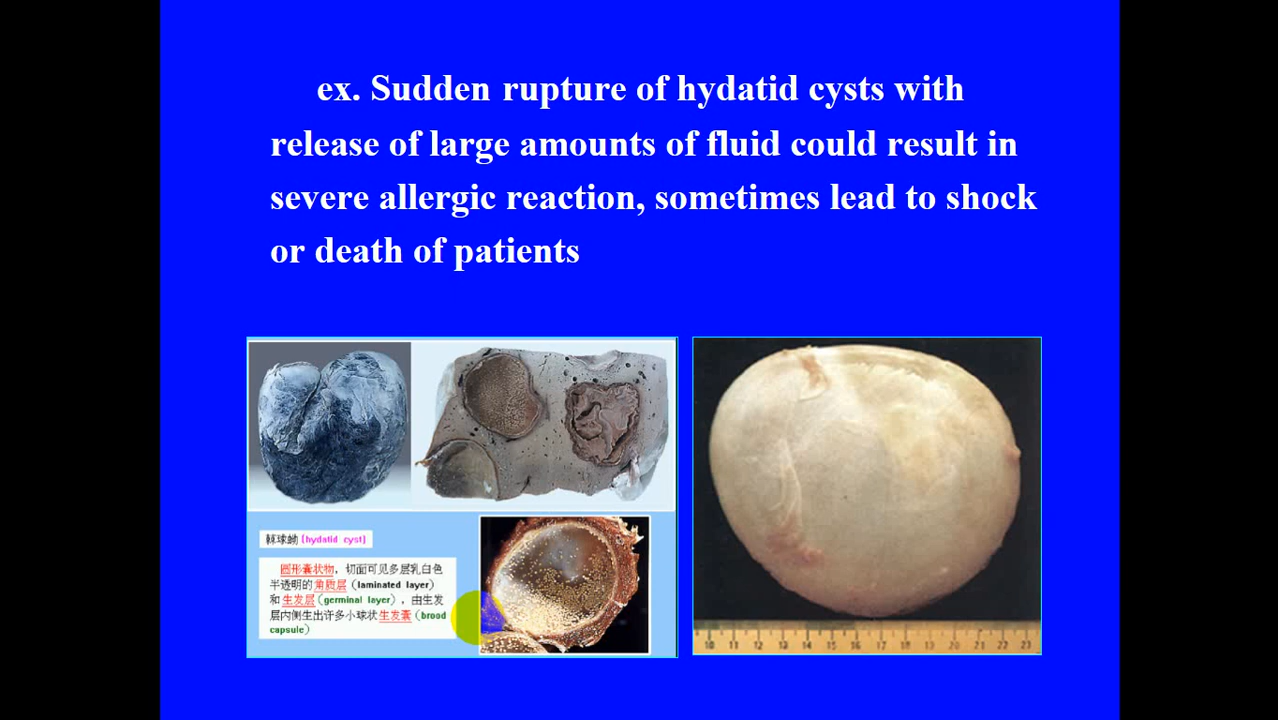 ex. Sudden rupture of hydatid cysts with
release of large amounts of fluid could result in
severe allergic reaction, sometimes lead to shock
or death of patients
棘球蚴 (hydatid cyst)
圆形囊状物，切面可见多层乳白色
半透明的角质层 (laminated layer)
和生发层 (germinal layer)，由生发
层内侧生出许多小球状生发囊 (brood
capsule)
10 11 12 13 14 15 16 17 18 19 20 21 22 23